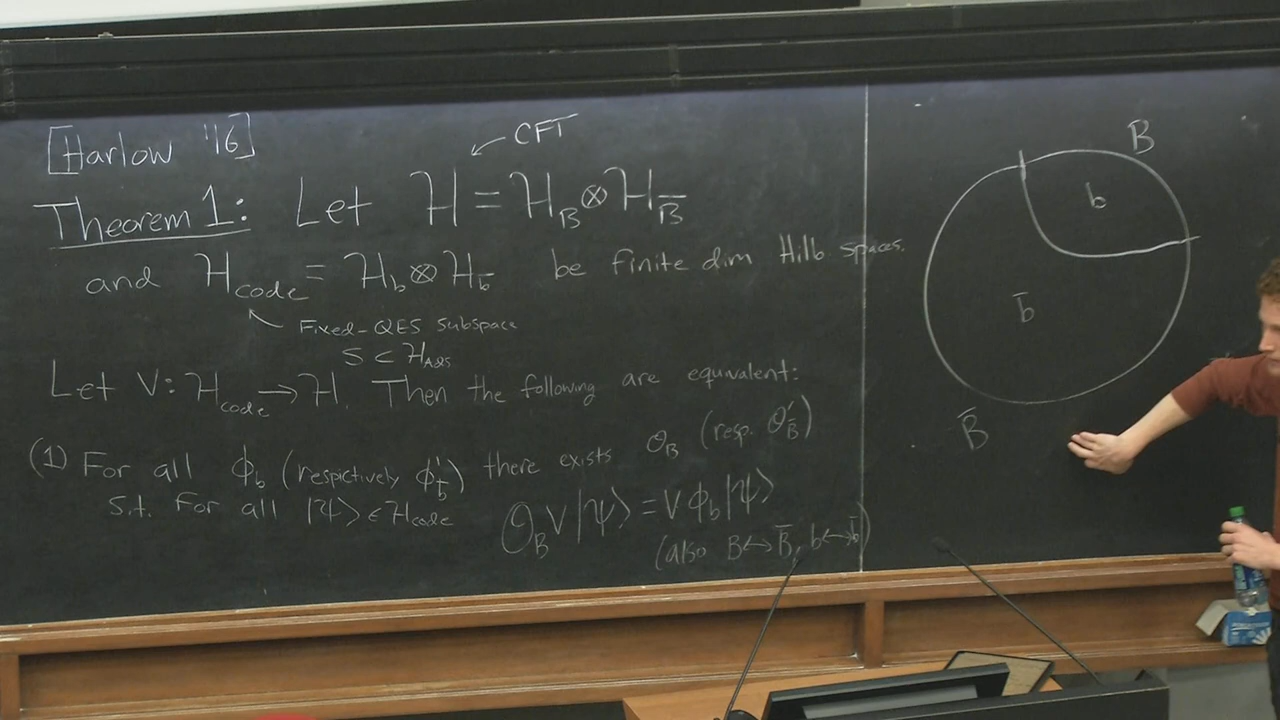 [Harlow '16]
CFT
Theorem 1: Let ℋ = ℋ_B ⊗ ℋ_B̄
and ℋ_code = ℋ_b ⊗ ℋ_b̄ be finite dim Hilb spaces.
Fixed-QES subspace
S ⊂ ℋ_AdS
Let V: ℋ_code → ℋ. Then the following are equivalent:
(1) For all ϕ_b (respictively ϕ'_b̄) there exists O_B (resp. O'_B̄)
s.t. for all |ψ⟩ ∈ ℋ_code O_B V|ψ⟩ = V ϕ_b |ψ⟩
(also B↔B̄, b↔b̄)
B
b
b̄
B̄